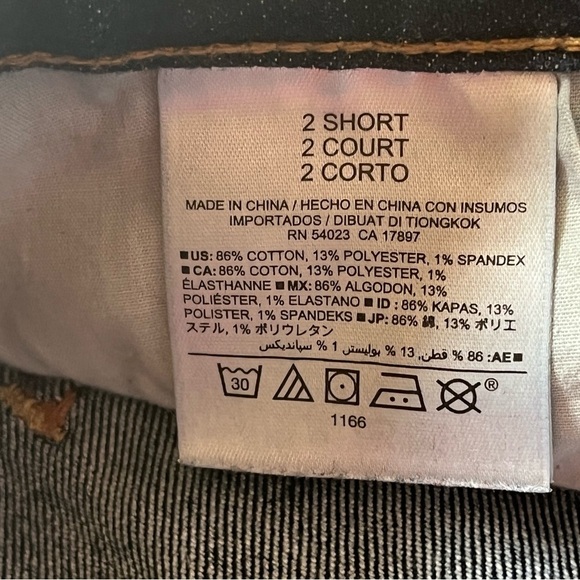 2 SHORT
2 COURT
2 CORTO
MADE IN CHINA / HECHO EN CHINA CON INSUMOS
IMPORTADOS / DIBUAT DI TIONGKOK
RN 54023 CA 17897
■US: 86% COTTON, 13% POLYESTER, 1% SPANDEX
■CA: 86% COTON, 13% POLYESTER, 1%
ÉLASTHANNE ■MX: 86% ALGODON, 13%
POLIÉSTER, 1% ELASTANO ■ID : 86% KAPAS, 13%
POLISTER, 1% SPANDEKS ■JP: 86% 綿, 13% ポリエ
ステル, 1% ポリウレタン
■AE: 86 % قطن, 13 % بوليستر 1 % سبانديكس
30 ®
1166